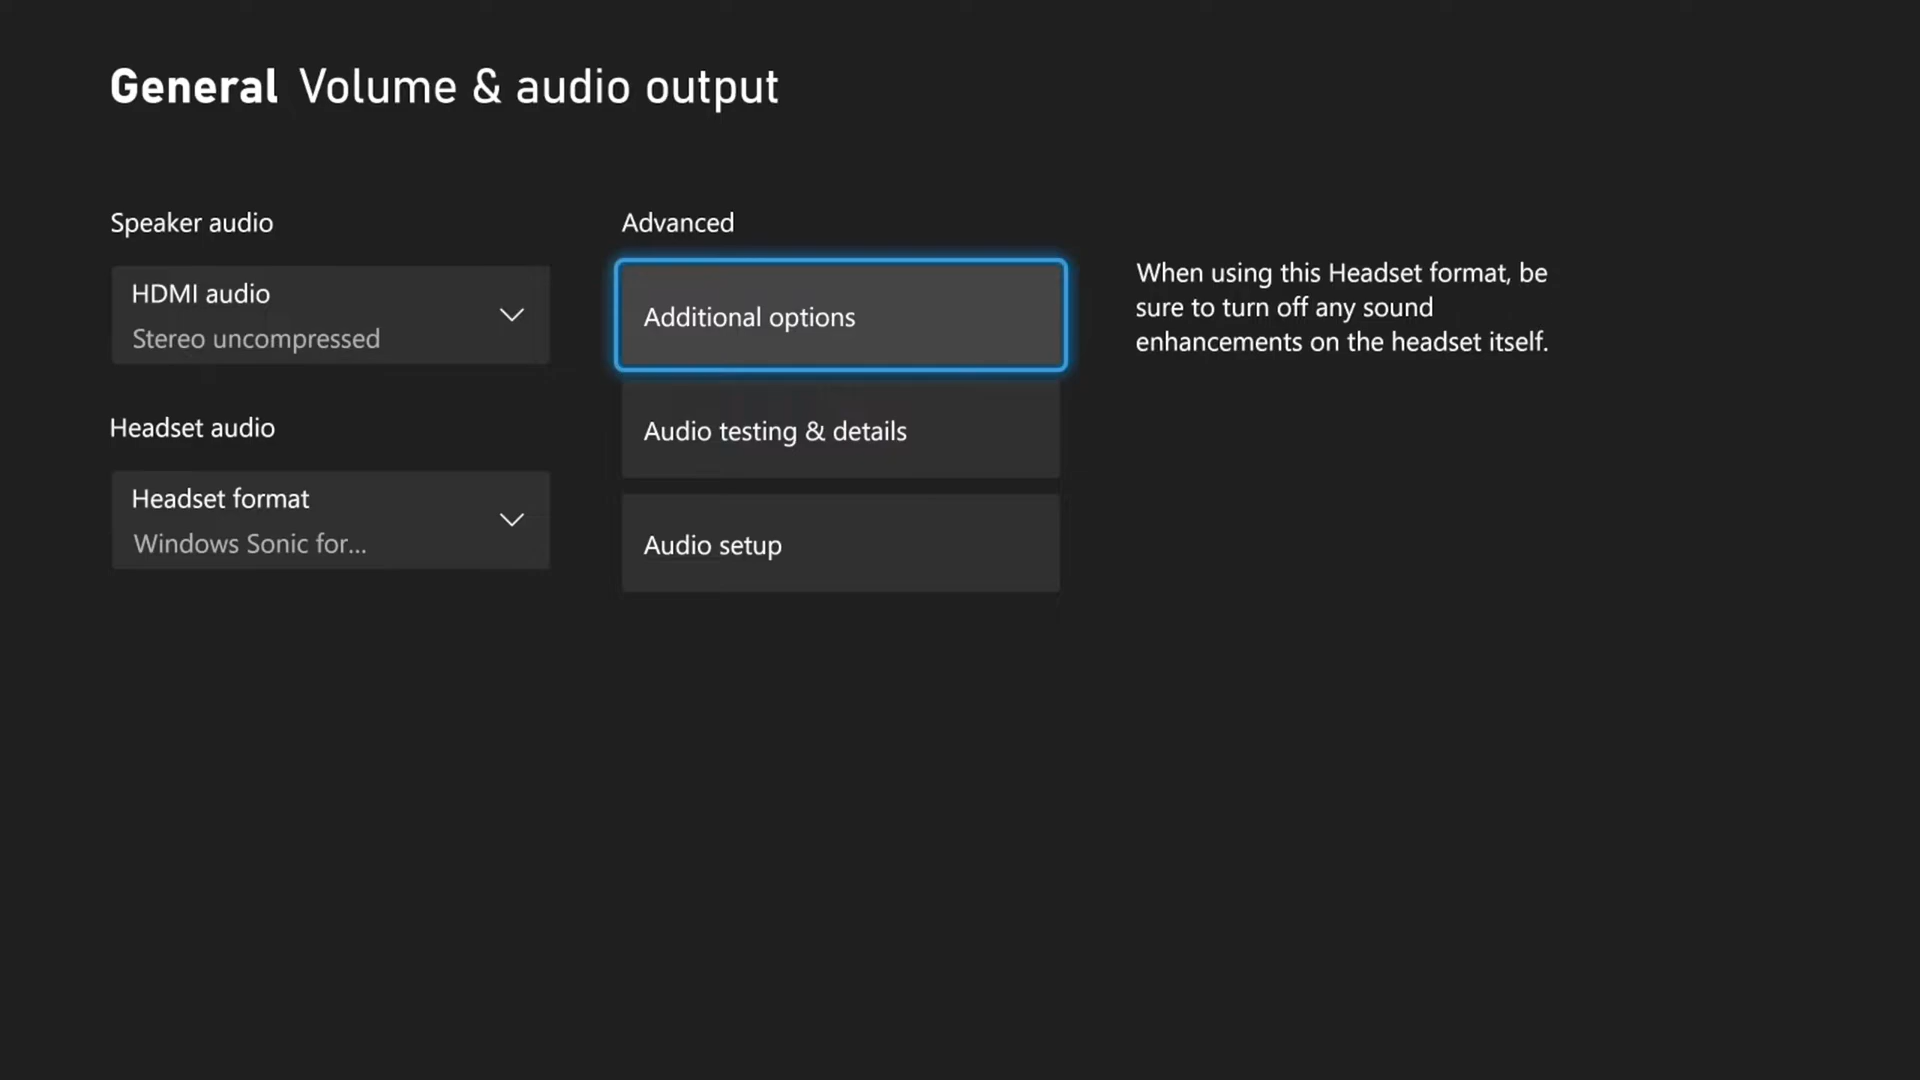 General Volume & audio output
Speaker audio
HDMI audio
Stereo uncompressed
Headset audio
Headset format
Windows Sonic for...
Advanced
Additional options
Audio testing & details
Audio setup
When using this Headset format, be
sure to turn off any sound
enhancements on the headset itself.